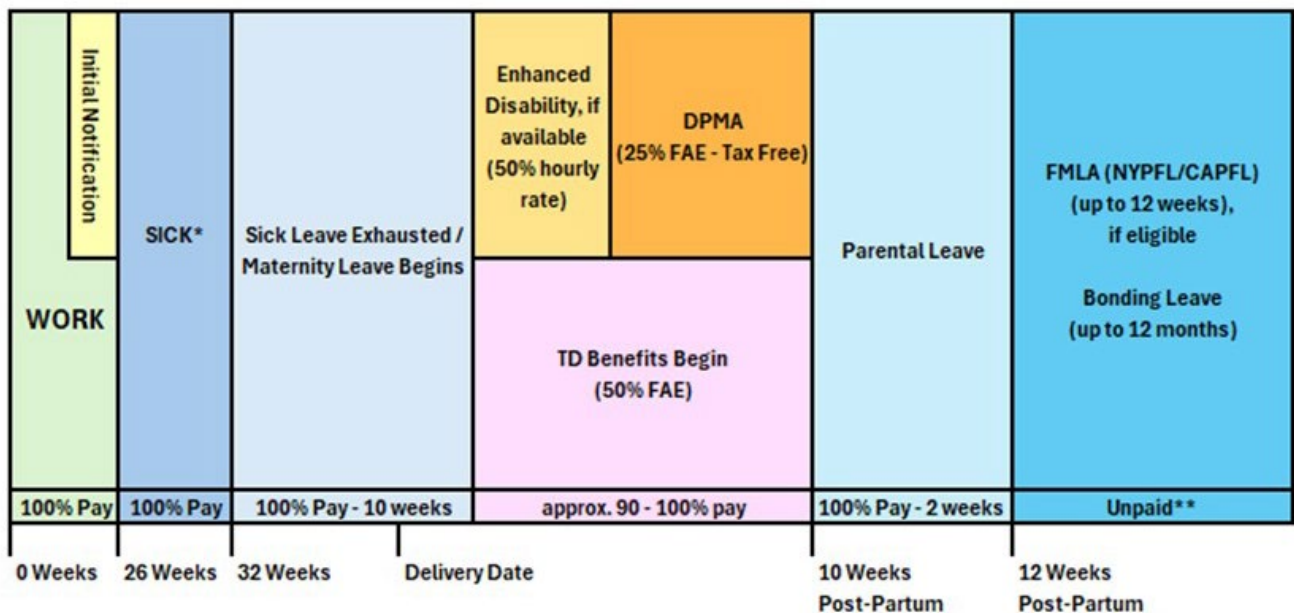 Initial Notification
WORK
SICK*
Sick Leave Exhausted /
Maternity Leave Begins
Enhanced
Disability, if
available
(50% hourly
rate)
DPMA
(25% FAE - Tax Free)
TD Benefits Begin
(50% FAE)
Parental Leave
FMLA (NYPFL/CAPFL)
(up to 12 weeks),
if eligible
Bonding Leave
(up to 12 months)
100% Pay
100% Pay
100% Pay - 10 weeks
approx. 90 - 100% pay
100% Pay - 2 weeks
Unpaid**
0 Weeks
26 Weeks
32 Weeks
Delivery Date
10 Weeks
Post-Partum
12 Weeks
Post-Partum